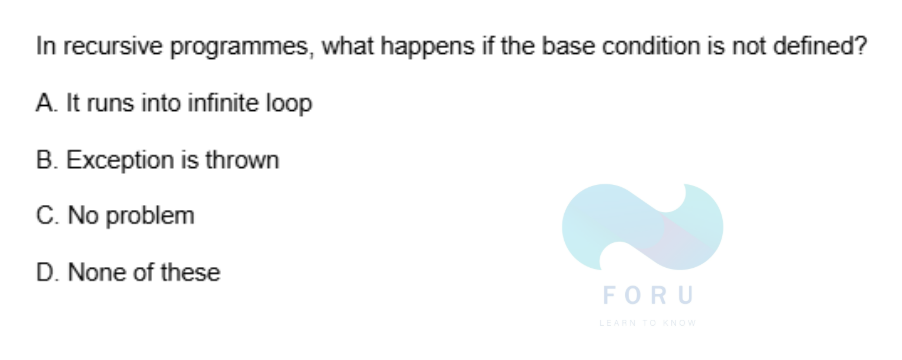 In recursive programmes, what happens if the base condition is not defined?
A. It runs into infinite loop
B. Exception is thrown
C. No problem
D. None of these
FORU
LEARN TO KNOW